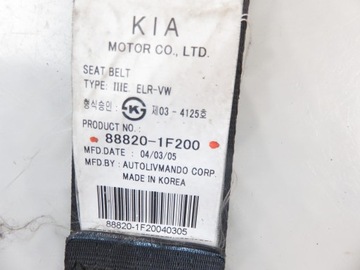 KIA
MOTOR CO., LTD.
SEAT BELT
TYPE: IIIE. ELR-VW
형식승인 : K 제03 - 4125호
PRODUCT NO. :
88820-1F200
MFD.DATE : 04/03/05
MFD.BY : AUTOLIVMANDO CORP.
MADE IN KOREA
88820-1F20040305